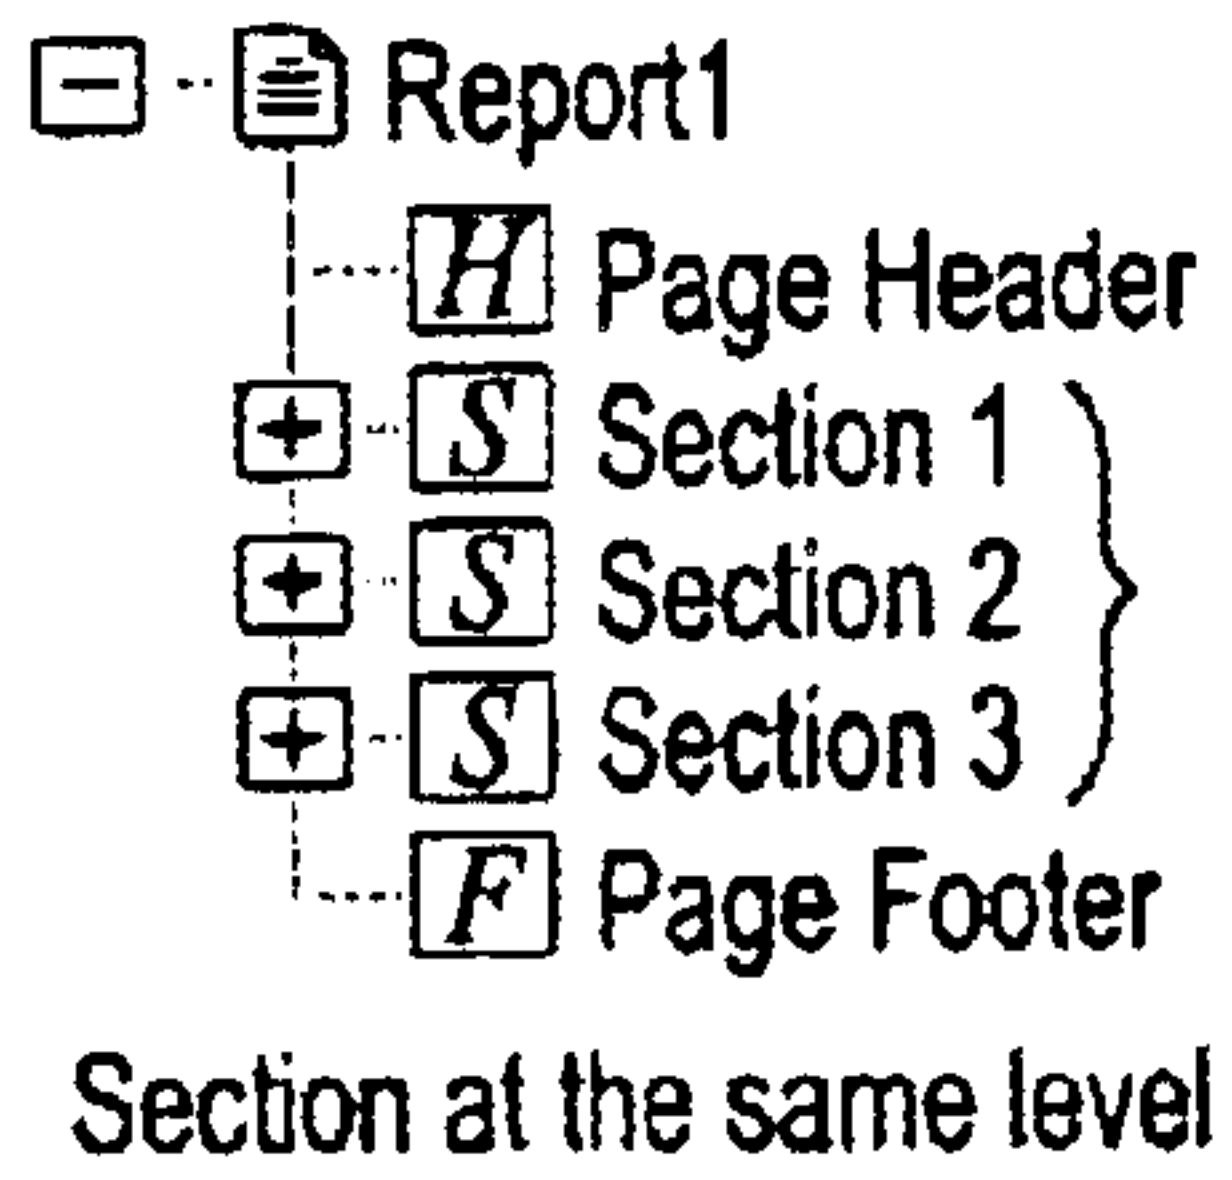 Report1
H Page Header
S Section 1
S Section 2
S Section 3
F Page Footer
Section at the same level